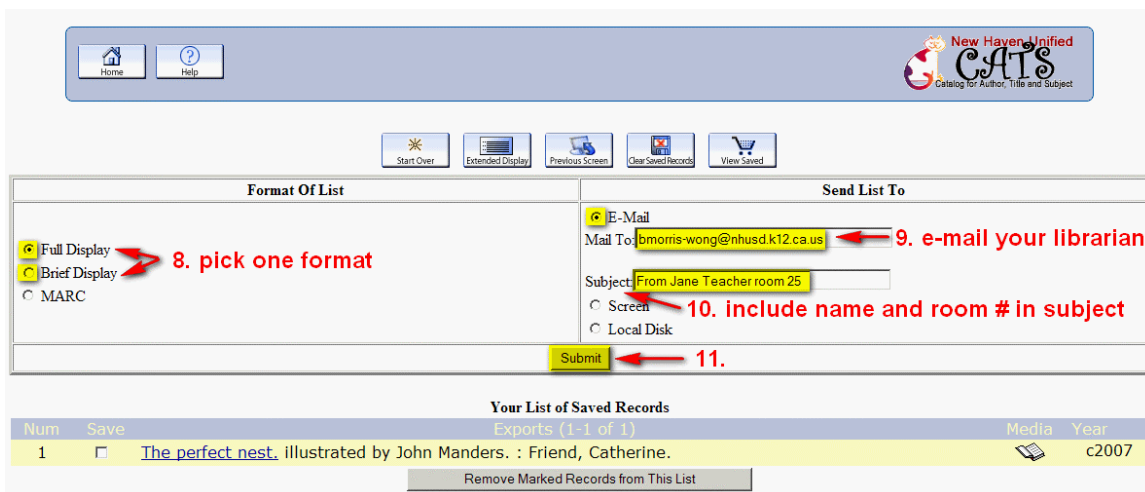 Home
Help
New Haven Unified
CATS
Catalog for Author, Title and Subject
Start Over
Extended Display
Previous Screen
Clear Saved Records
View Saved
Format Of List
Send List To
Full Display
Brief Display
MARC
8. pick one format
E-Mail
Mail To: bmorris-wong@nhusd.k12.ca.us
9. e-mail your librarian
Subject: From Jane Teacher room 25
10. include name and room # in subject
Screen
Local Disk
Submit
11.
Your List of Saved Records
Num Save Exports (1-1 of 1) Media Year
1 The perfect nest. illustrated by John Manders. : Friend, Catherine. c2007
Remove Marked Records from This List